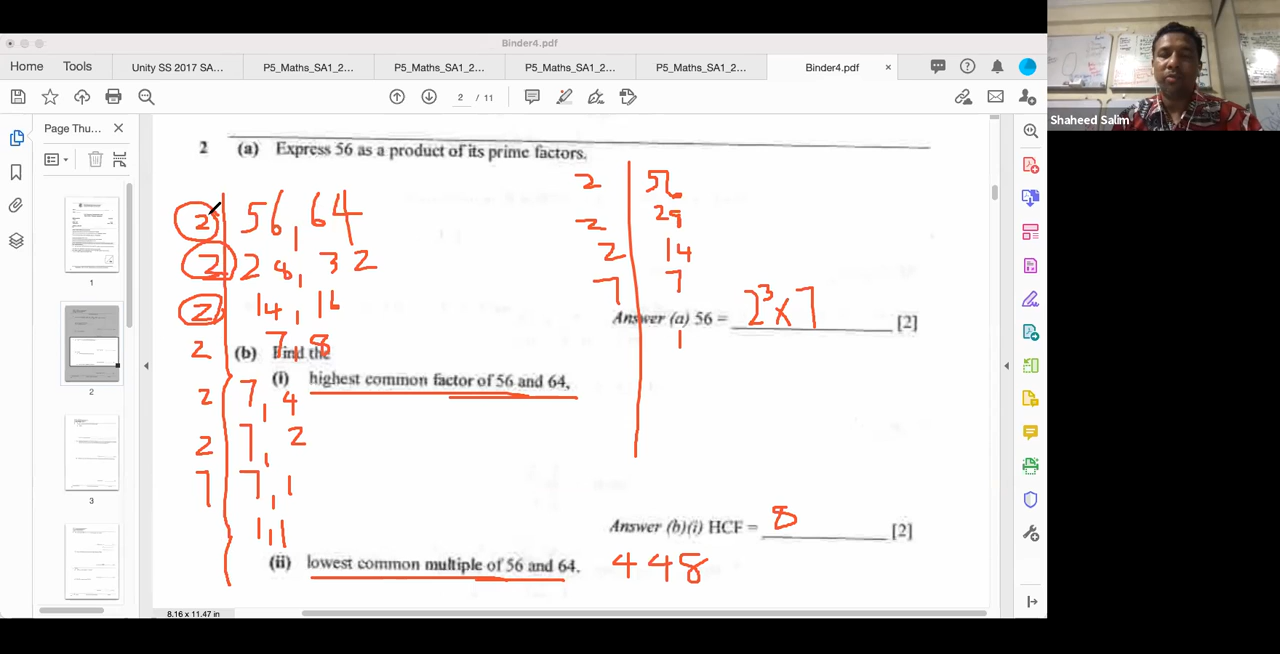 Binder4.pdf
Home Tools Unity SS 2017 SA... P5_Maths_SA1_2... P5_Maths_SA1_2... P5_Maths_SA1_2... P5_Maths_SA1_2... Binder4.pdf ×
2 / 11
Page Thu... ×
1
2
3
2 (a) Express 56 as a product of its prime factors.
2 56
2 29
2 14
7 7
1
Answer (a) 56 = 2³ x 7 [2]
2 56, 64
2 28, 32
2 14, 16
2 7, 8
(b) Find the
(i) highest common factor of 56 and 64,
2 7, 4
2 7, 2
7 7, 1
1, 1
Answer (b)(i) HCF = 8 [2]
(ii) lowest common multiple of 56 and 64.
448
8.16 x 11.47 in
Shaheed Salim